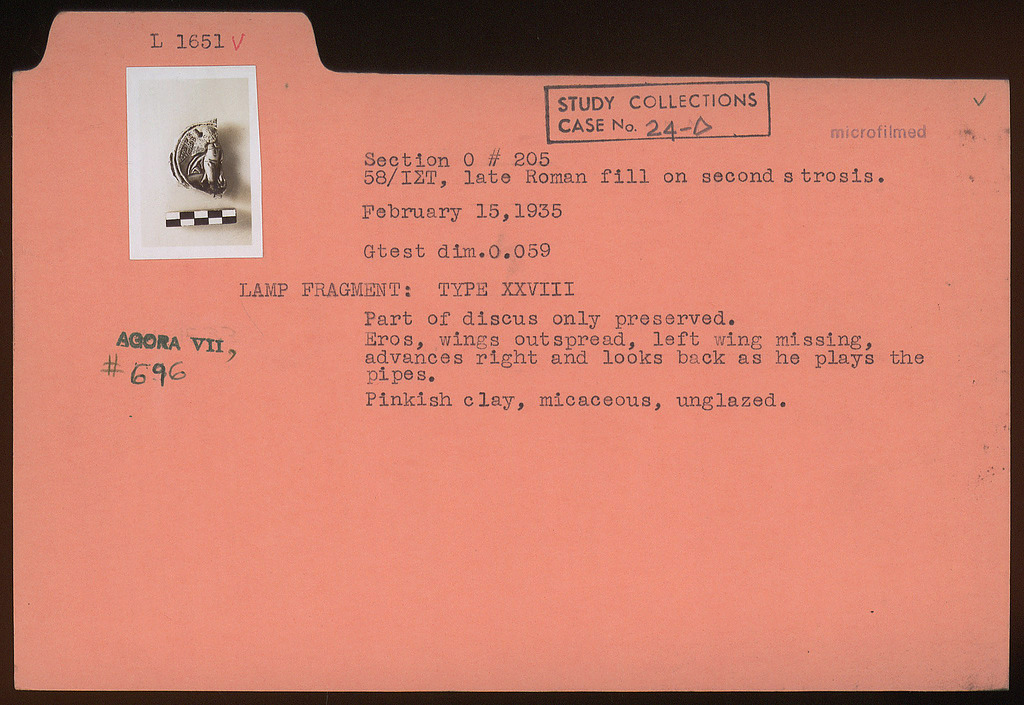 L 1651 V
STUDY COLLECTIONS
CASE No. 24-D
microfilmed
Section O # 205
58/ΙΣΤ, late Roman fill on second strosis.
February 15,1935
Gtest dim.0.059
LAMP FRAGMENT: TYPE XXVIII
Part of discus only preserved.
Eros, wings outspread, left wing missing,
advances right and looks back as he plays the
pipes.
Pinkish clay, micaceous, unglazed.
AGORA VII,
# 696